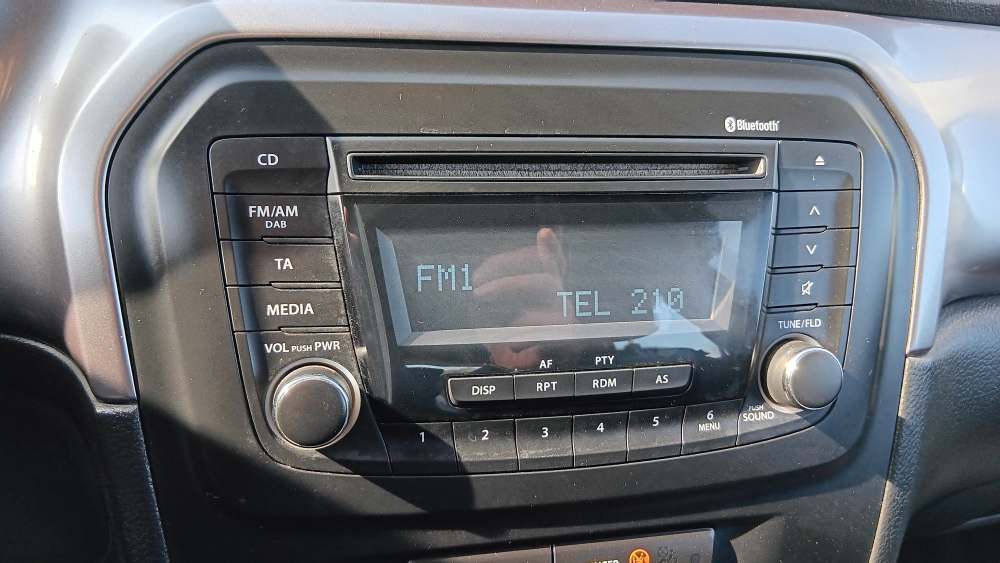 Bluetooth
CD
FM/AM
DAB
TA
MEDIA
VOL PUSH PWR
FM1
TEL 210
TUNE/FLD
AF
PTY
DISP
RPT
RDM
AS
PUSH
SOUND
1
2
3
4
5
6
MENU